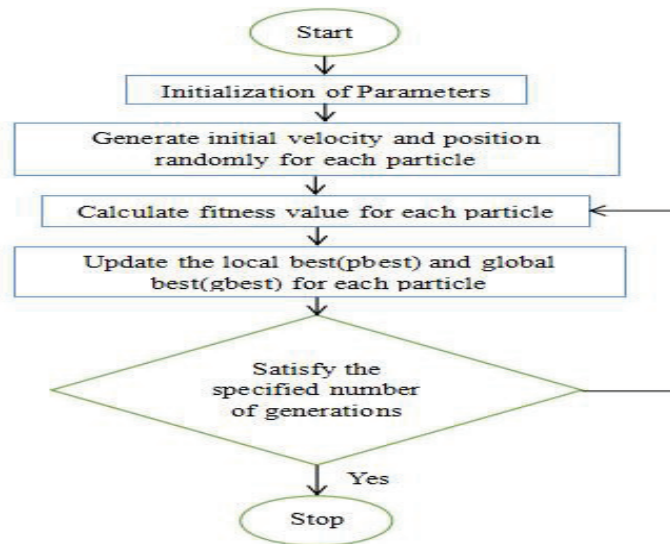 Start
Initialization of Parameters
Generate initial velocity and position
randomly for each particle
Calculate fitness value for each particle
Update the local best(pbest) and global
best(gbest) for each particle
Satisfy the
specified number
of generations
Yes
Stop